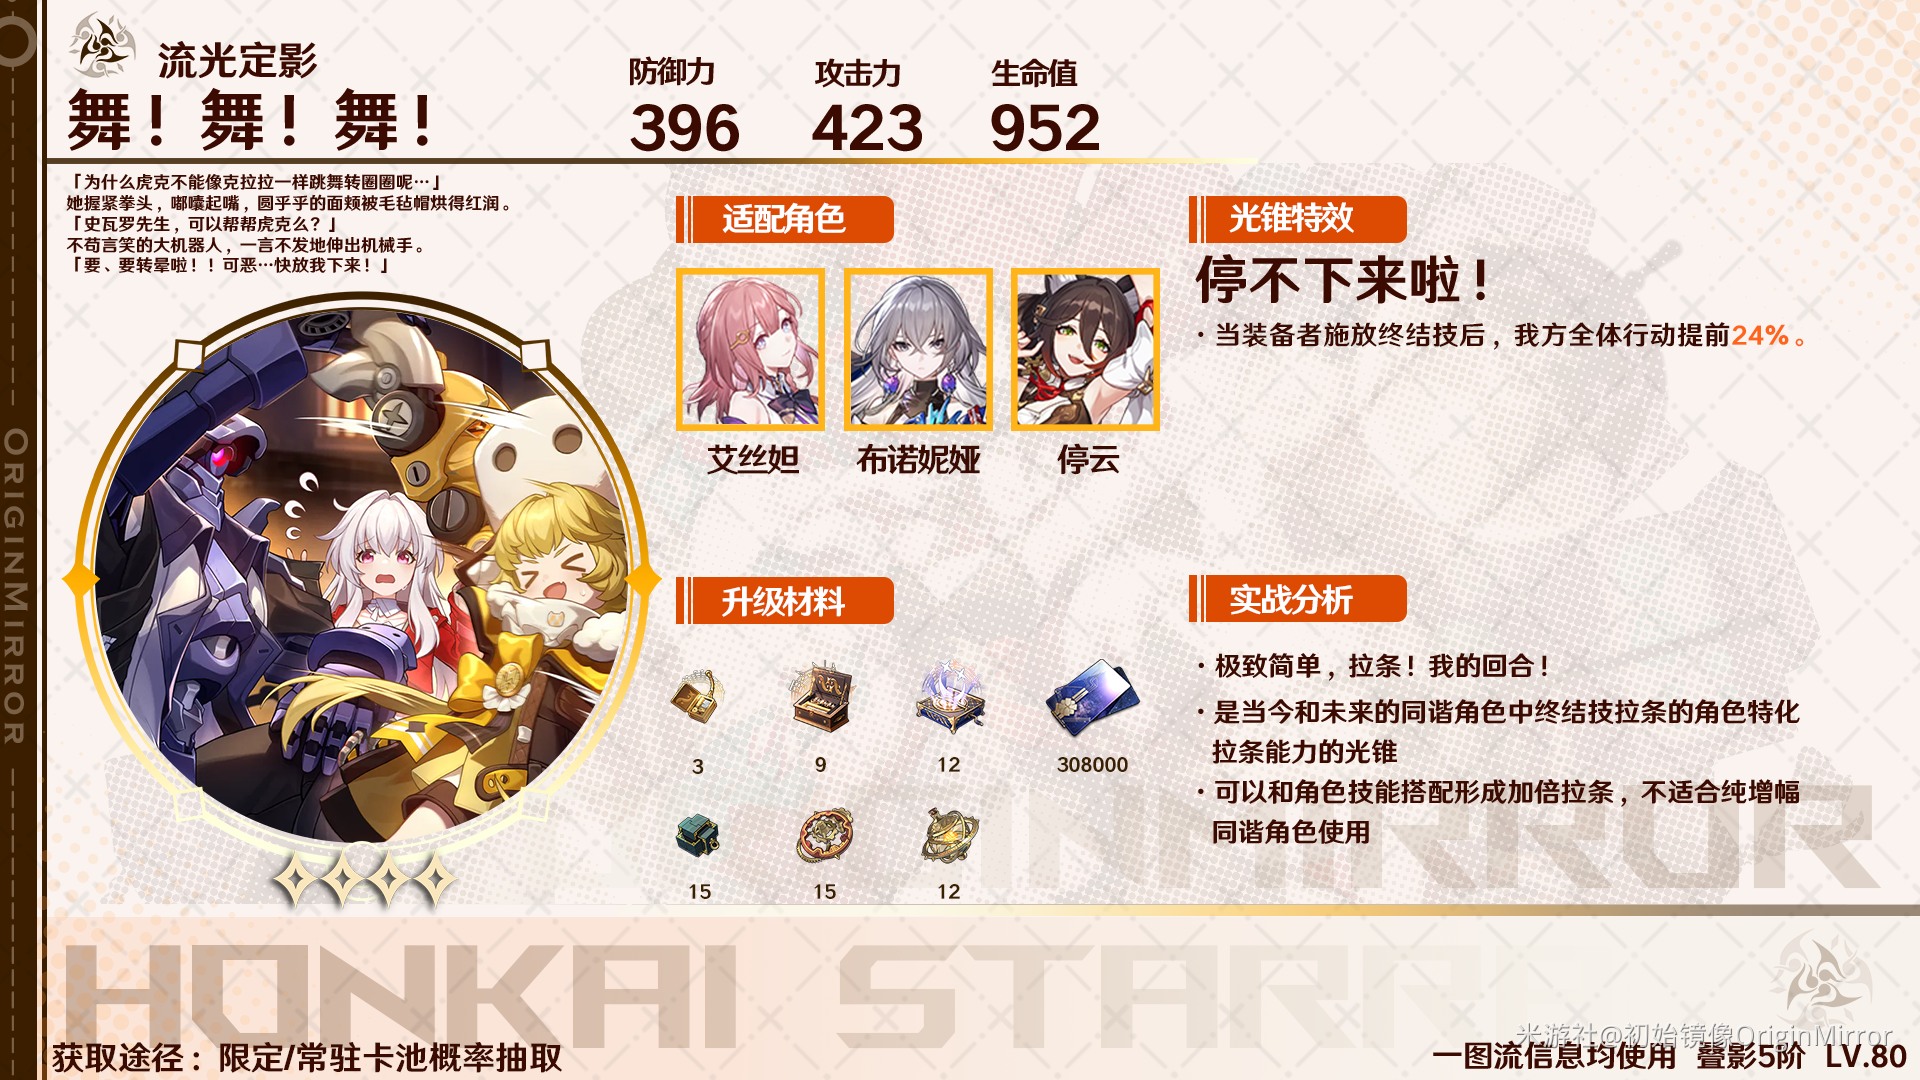 流光定影
舞！舞！舞！
防御力
396
攻击力
423
生命值
952
「为什么虎克不能像克拉拉一样跳舞转圈圈呢…」
她握紧拳头，嘟囔起嘴，圆乎乎的面颊被毛毡帽烘得红润。
「史瓦罗先生，可以帮帮虎克么？」
不苟言笑的大机器人，一言不发地伸出机械手。
「要、要转晕啦！！可恶…快放我下来！」
适配角色
艾丝妲
布诺妮娅
停云
光锥特效
停不下来啦！
·当装备者施放终结技后，我方全体行动提前24%。
升级材料
3
9
12
308000
15
15
12
实战分析
·极致简单，拉条！我的回合！
·是当今和未来的同谐角色中终结技拉条的角色特化
拉条能力的光锥
·可以和角色技能搭配形成加倍拉条，不适合纯增幅
同谐角色使用
ORIGINMIRROR
HONKAI STARRA
获取途径：限定/常驻卡池概率抽取
米游社@初始镜像OriginMirror
一图流信息均使用 叠影5阶 LV.80